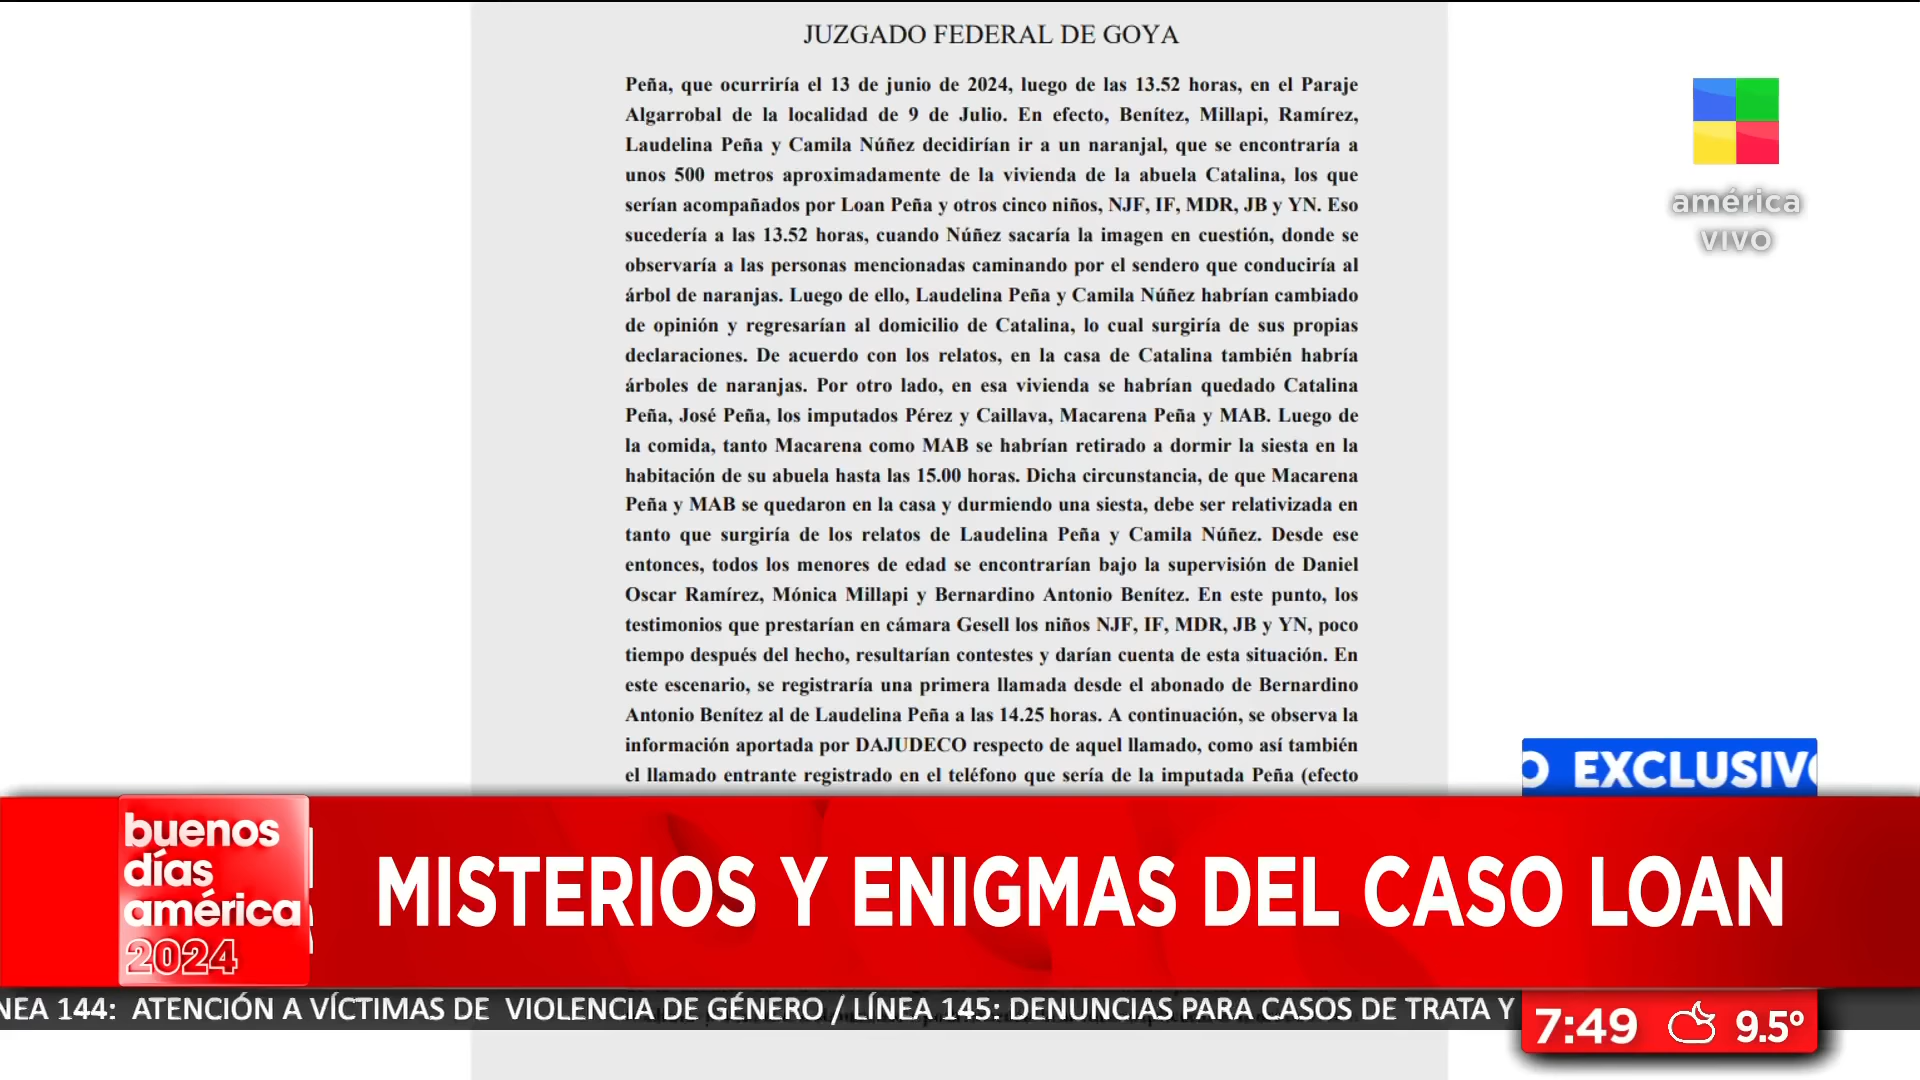 JUZGADO FEDERAL DE GOYA
Peña, que ocurriría el 13 de junio de 2024, luego de las 13.52 horas, en el Paraje
Algarrobal de la localidad de 9 de Julio. En efecto, Benítez, Millapi, Ramírez,
Laudelina Peña y Camila Núñez decidirían ir a un naranjal, que se encontraría a
unos 500 metros aproximadamente de la vivienda de la abuela Catalina, los que
serían acompañados por Loan Peña y otros cinco niños, NJF, IF, MDR, JB y YN. Eso
sucedería a las 13.52 horas, cuando Núñez sacaría la imagen en cuestión, donde se
observaría a las personas mencionadas caminando por el sendero que conduciría al
árbol de naranjas. Luego de ello, Laudelina Peña y Camila Núñez habrían cambiado
de opinión y regresarían al domicilio de Catalina, lo cual surgiría de sus propias
declaraciones. De acuerdo con los relatos, en la casa de Catalina también habría
árboles de naranjas. Por otro lado, en esa vivienda se habrían quedado Catalina
Peña, José Peña, los imputados Pérez y Caillava, Macarena Peña y MAB. Luego de
la comida, tanto Macarena como MAB se habrían retirado a dormir la siesta en la
habitación de su abuela hasta las 15.00 horas. Dicha circunstancia, de que Macarena
Peña y MAB se quedaron en la casa y durmiendo una siesta, debe ser relativizada en
tanto que surgiría de los relatos de Laudelina Peña y Camila Núñez. Desde ese
entonces, todos los menores de edad se encontrarían bajo la supervisión de Daniel
Oscar Ramírez, Mónica Millapi y Bernardino Antonio Benítez. En este punto, los
testimonios que prestarían en cámara Gesell los niños NJF, IF, MDR, JB y YN, poco
tiempo después del hecho, resultarían contestes y darían cuenta de esta situación. En
este escenario, se registraría una primera llamada desde el abonado de Bernardino
Antonio Benítez al de Laudelina Peña a las 14.25 horas. A continuación, se observa la
información aportada por DAJUDECO respecto de aquel llamado, como así también
el llamado entrante registrado en el teléfono que sería de la imputada Peña (efecto
américa
VIVO
O EXCLUSIVO
buenos
días
américa
2024
MISTERIOS Y ENIGMAS DEL CASO LOAN
NEA 144: ATENCIÓN A VÍCTIMAS DE VIOLENCIA DE GÉNERO / LÍNEA 145: DENUNCIAS PARA CASOS DE TRATA Y
7:49 9.5º